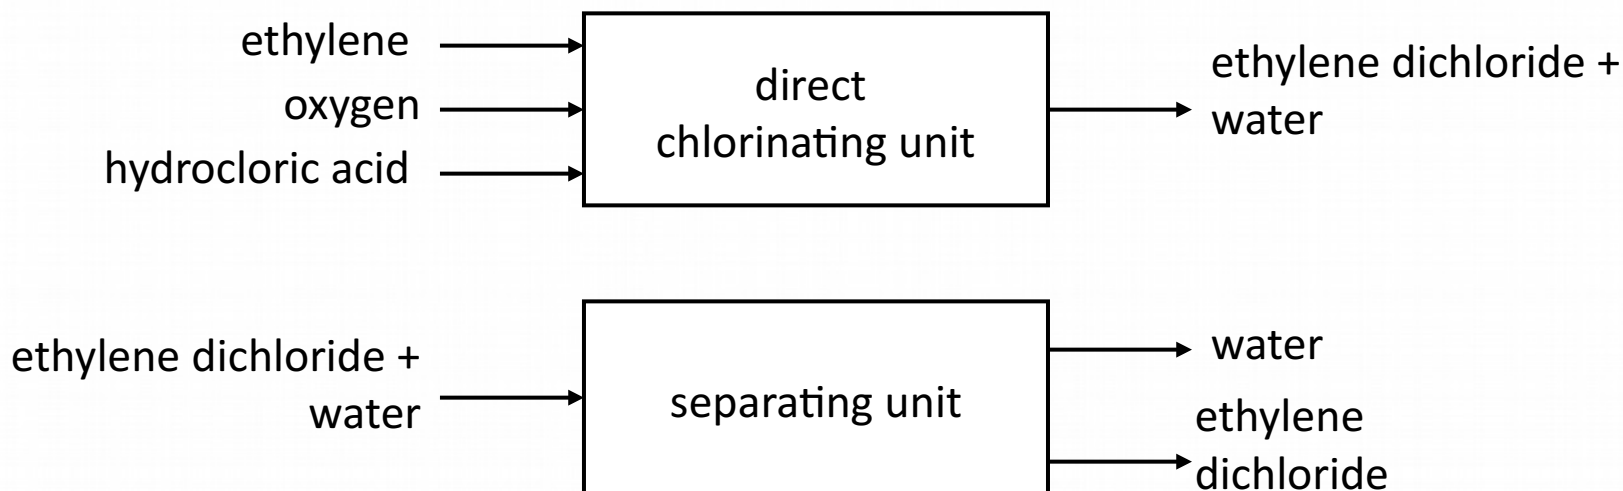 ethylene
oxygen
hydrocloric acid
direct
chlorinating unit
ethylene dichloride +
water
ethylene dichloride +
water
separating unit
water
ethylene
dichloride